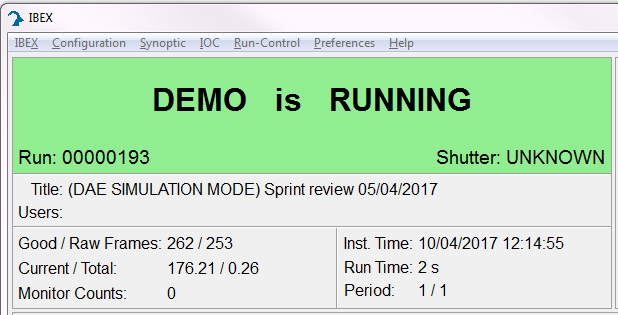 IBEX
IBEX Configuration Synoptic IOC Run-Control Preferences Help
DEMO is RUNNING
Run: 00000193 Shutter: UNKNOWN
Title: (DAE SIMULATION MODE) Sprint review 05/04/2017
Users:
Good / Raw Frames: 262 / 253 Inst. Time: 10/04/2017 12:14:55
Current / Total: 176.21 / 0.26 Run Time: 2 s
Monitor Counts: 0 Period: 1 / 1